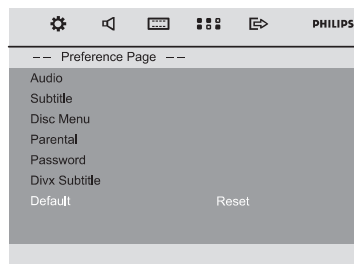 PHILIPS
-- Preference Page --
Audio
Subtitle
Disc Menu
Parental
Password
Divx Subtitle
Default Reset